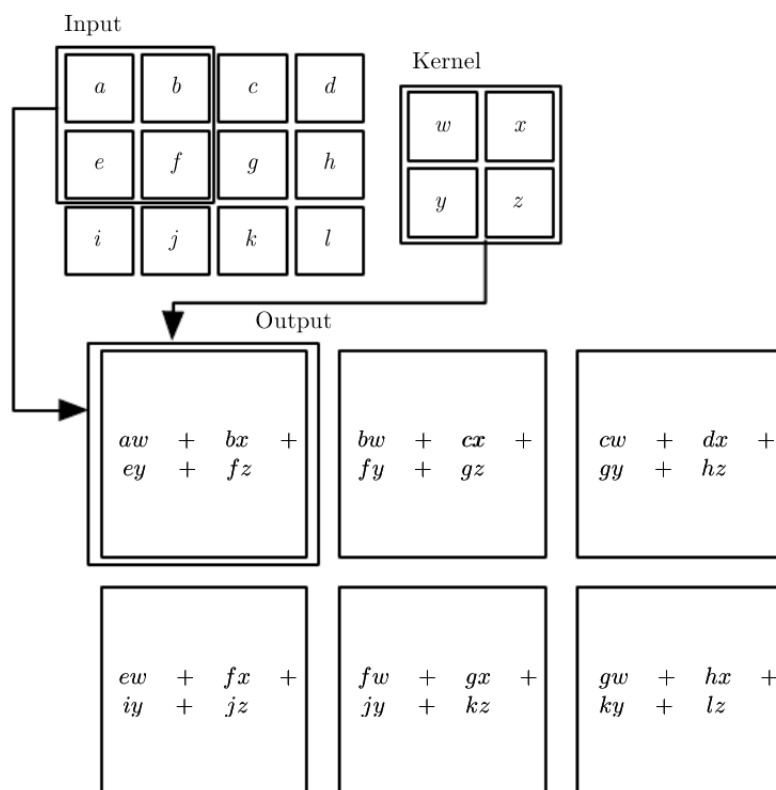 Input
a b c d
Kernel
w x
e f g h
y z
i j k l
Output
aw + bx +
ey + fz
bw + cx +
fy + gz
cw + dx +
gy + hz
ew + fx +
iy + jz
fw + gx +
jy + kz
gw + hx +
ky + lz